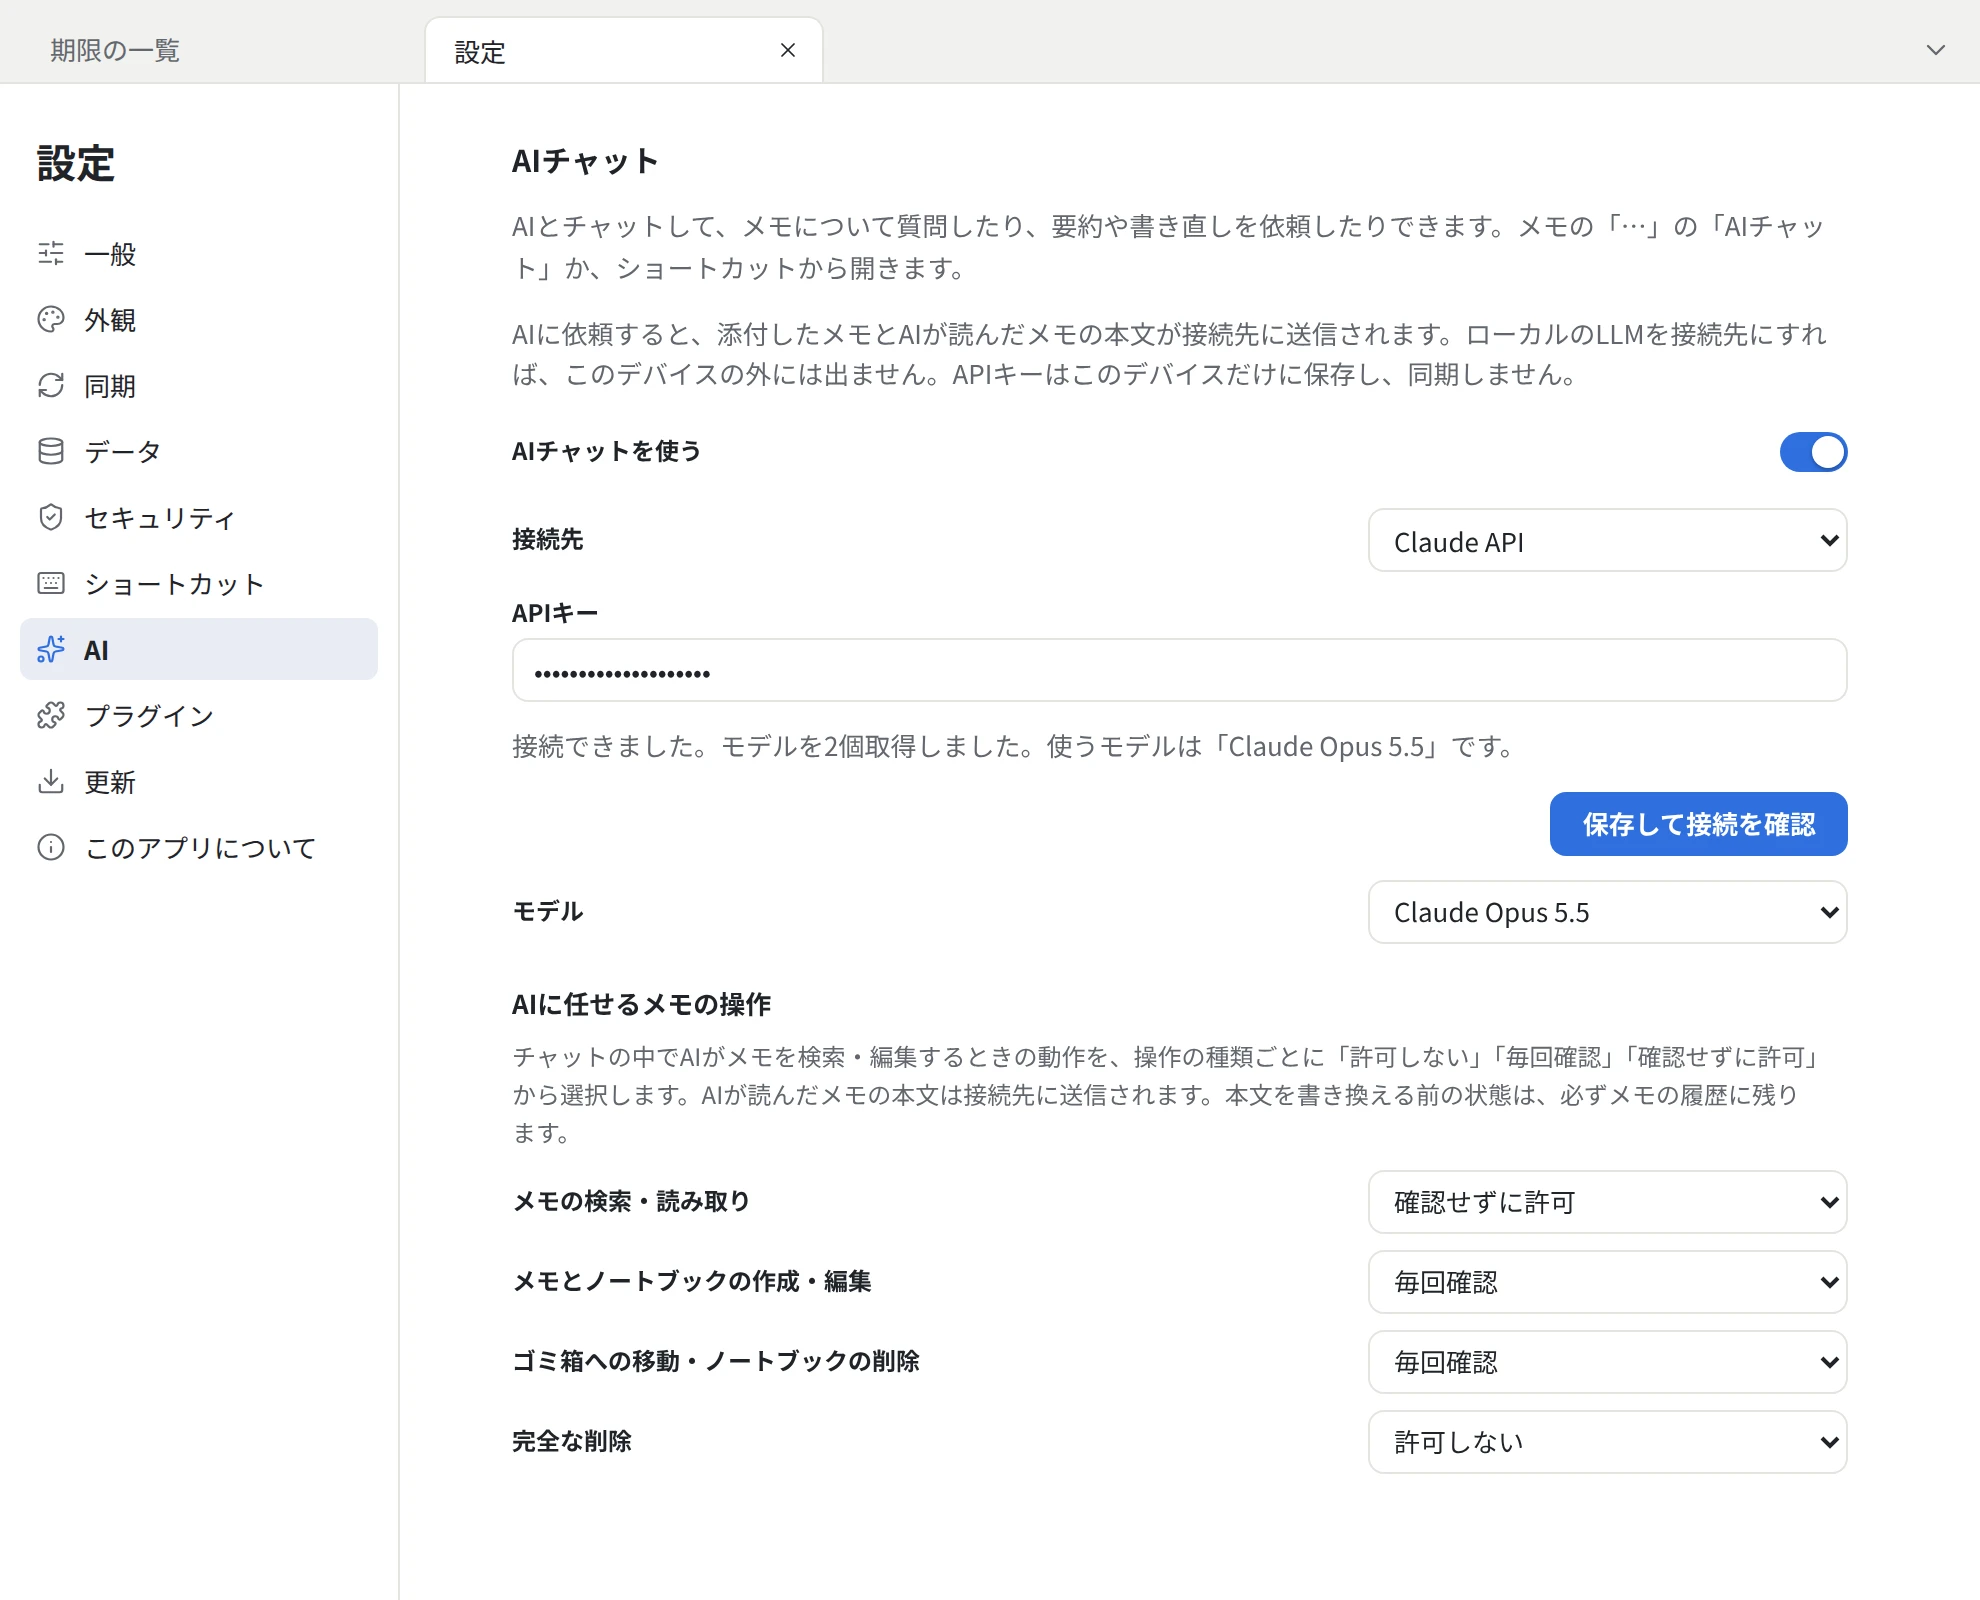 期限の一覧
設定
設定
一般
外観
同期
データ
セキュリティ
ショートカット
AI
プラグイン
更新
このアプリについて
AIチャット
AIとチャットして、メモについて質問したり、要約や書き直しを依頼したりできます。メモの「…」の「AIチャッ
ト」か、ショートカットから開きます。
AIに依頼すると、添付したメモとAIが読んだメモの本文が接続先に送信されます。ローカルのLLMを接続先にすれ
ば、このデバイスの外には出ません。APIキーはこのデバイスだけに保存し、同期しません。
AIチャットを使う
接続先
Claude API
APIキー
••••••••••••••••••••
接続できました。モデルを2個取得しました。使うモデルは「Claude Opus 5.5」です。
保存して接続を確認
モデル
Claude Opus 5.5
AIに任せるメモの操作
チャットの中でAIがメモを検索・編集するときの動作を、操作の種類ごとに「許可しない」「毎回確認」「確認せずに許可」
から選択します。AIが読んだメモの本文は接続先に送信されます。本文を書き換える前の状態は、必ずメモの履歴に残り
ます。
メモの検索・読み取り
確認せずに許可
メモとノートブックの作成・編集
毎回確認
ゴミ箱への移動・ノートブックの削除
毎回確認
完全な削除
許可しない